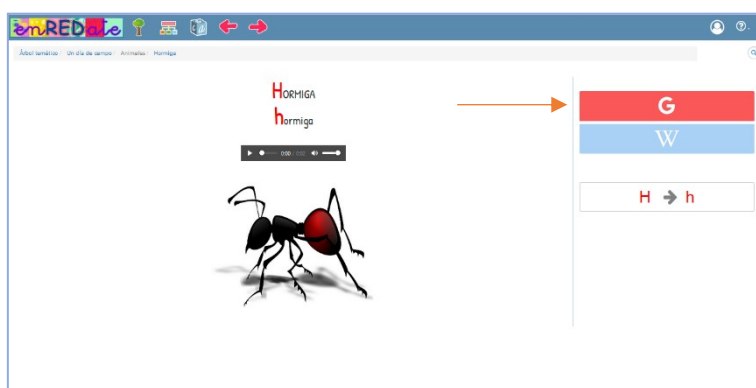 enREDate
Árbol temático Un día de campo Animales Hormiga
HORMIGA
hormiga
0:00 / 0:02
G
W
H → h